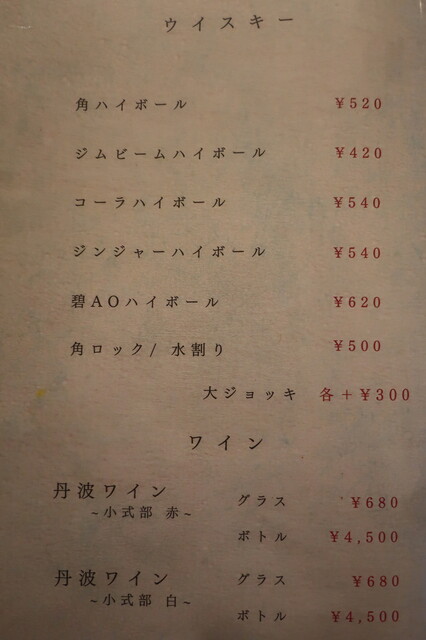 ウイスキー
角ハイボール ¥520
ジムビームハイボール ¥420
コーラハイボール ¥540
ジンジャーハイボール ¥540
碧AOハイボール ¥620
角ロック/ 水割り ¥500
大ジョッキ 各+¥300
ワイン
丹波ワイン
~小式部 赤~
グラス ¥680
ボトル ¥4,500
丹波ワイン
~小式部 白~
グラス ¥680
ボトル ¥4,500